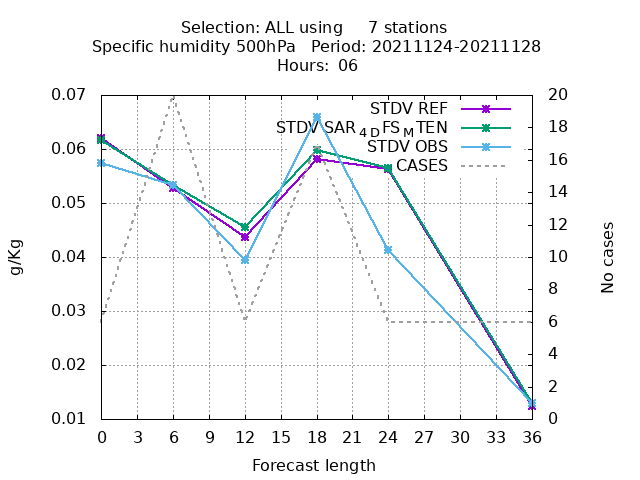 Selection: ALL using 7 stations
Specific humidity 500hPa Period: 20211124-20211128
Hours: 06
STDV REF
STDV SAR 4 D FS M TEN
STDV OBS
CASES
g/Kg
0.07
0.06
0.05
0.04
0.03
0.02
0.01
20
18
16
14
12
10
8
6
4
2
0
No cases
0 3 6 9 12 15 18 21 24 27 30 33 36
Forecast length